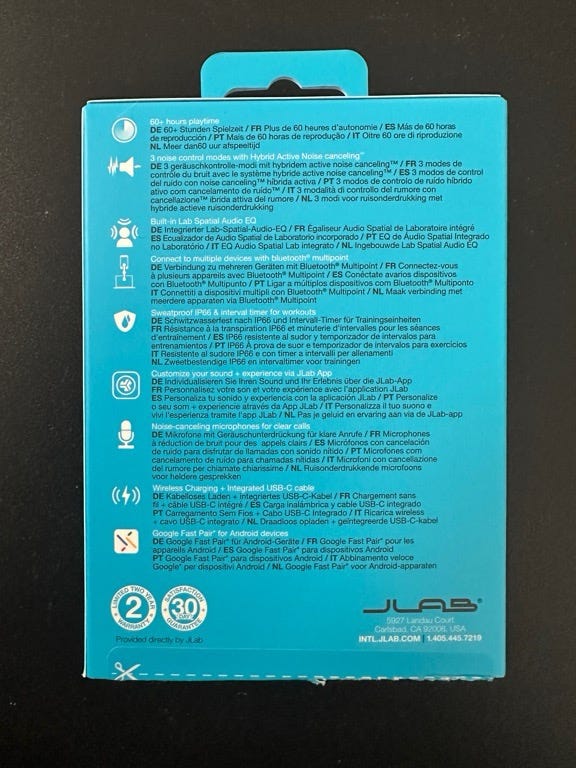 60+ hours playtime
DE 60+ Stunden Spielzeit / FR Plus de 60 heures d'autonomie / ES Más de 60 horas
de reproducción / PT Mais de 60 horas de reprodução / IT Oltre 60 ore di riproduzione
NL Meer dan60 uur afspeeltijd
3 noise control modes with Hybrid Active Noise canceling™
DE 3 geräuschkontrolle-modi mit hybridem active noise canceling™ / FR 3 modes de
contrôle du bruit avec le système hybride active noise canceling™ / ES 3 modos de control
del ruido con noise canceling™ híbrida activa / PT 3 modos de controlo de ruído híbrido
ativo com cancelamento de ruído™ / IT 3 modalità di controllo del rumore con
cancellazione™ ibrida attiva del rumore / NL 3 modi voor ruisonderdrukking met
hybride actieve ruisonderdrukking
Built-in Lab Spatial Audio EQ
DE Integrierter Lab-Spatial-Audio-EQ / FR Égaliseur Audio Spatial de Laboratoire intégré
ES Ecualizador de Audio Spatial de Laboratorio incorporado / PT EQ de Áudio Spatial Integrado
no Laboratório / IT EQ Audio Spatial Lab integrato / NL Ingebouwde Lab Spatial Audio EQ
Connect to multiple devices with bluetooth® multipoint
DE Verbindung zu mehreren Geräten mit Bluetooth® Multipoint / FR Connectez-vous
à plusieurs appareils avec Bluetooth® Multipoint / ES Conéctate avarios dispositivos
con Bluetooth® Multipunto / PT Ligar a múltiplos dispositivos com Bluetooth® Multiponto
IT Connettiti a dispositivi multipli con Bluetooth® Multipoint / NL Maak verbinding met
meerdere apparaten via Bluetooth® Multipoint
Sweatproof IP66 & interval timer for workouts
DE Schwitzwasserfest nach IP66 und Intervall-Timer für Trainingseinheiten
FR Résistance à la transpiration IP66 et minuterie d'intervalles pour les séances
d'entraînement / ES IP66 resistente al sudor y temporizador de intervalos para
entrenamientos / PT IP66 À prova de suor e temporizador de intervalos para exercícios
IT Resistente al sudore IP66 e con timer a intervalli per allenamenti
NL Zweetbestendige IP66 en intervaltimer voor trainingen
Customize your sound + experience via JLab App
DE Individualisieren Sie Ihren Sound und Ihr Erlebnis über die JLab-App
FR Personnalisez votre son et votre expérience avec l'application JLab
ES Personaliza tu sonido y experiencia con la aplicación JLab / PT Personalize
o seu som + experiência através da App JLab / IT Personalizza il tuo suono e
vivi l'esperienza tramite l'app JLab / NL Pas je geluid en ervaring aan via de JLab-app
Noise-canceling microphones for clear calls
DE Mikrofone mit Geräuschunterdrückung für klare Anrufe / FR Microphones
à réduction de bruit pour des appels clairs / ES Micrófonos con cancelación
de ruido para disfrutar de llamadas con sonido nítido / PT Microfones com
cancelamento de ruído para chamadas nítidas / IT Microfoni con cancellazione
del rumore per chiamate chiarissime / NL Ruisonderdrukkende microfoons
voor heldere gesprekken
Wireless Charging + Integrated USB-C cable
DE Kabelloses Laden + integriertes USB-C-Kabel / FR Chargement sans
fil + câble USB-C intégré / ES Carga inalámbrica y cable USB-C integrado
PT Carregamento Sem Fios + Cabo USB-C Integrado / IT Ricarica wireless
+ cavo USB-C integrato / NL Draadloos opladen + geïntegreerde USB-C-kabel
Google Fast Pair* for Android devices
DE Google Fast Pair* für Android-Geräte / FR Google Fast Pair* pour les
appareils Android / ES Google Fast Pair* para dispositivos Android
PT Google Fast Pair* para dispositivos Android / IT Abbinamento veloce
Google* per dispositivi Android / NL Google Fast Pair* voor Android-apparaten
LIMITED TWO YEAR
2
WARRANTY
SATISFACTION
30
DAYS
GUARANTEE
Provided directly by JLab
JLAB®
5927 Landau Court
Carlsbad, CA 92008, USA
INTL.JLAB.COM | 1.405.445.7219